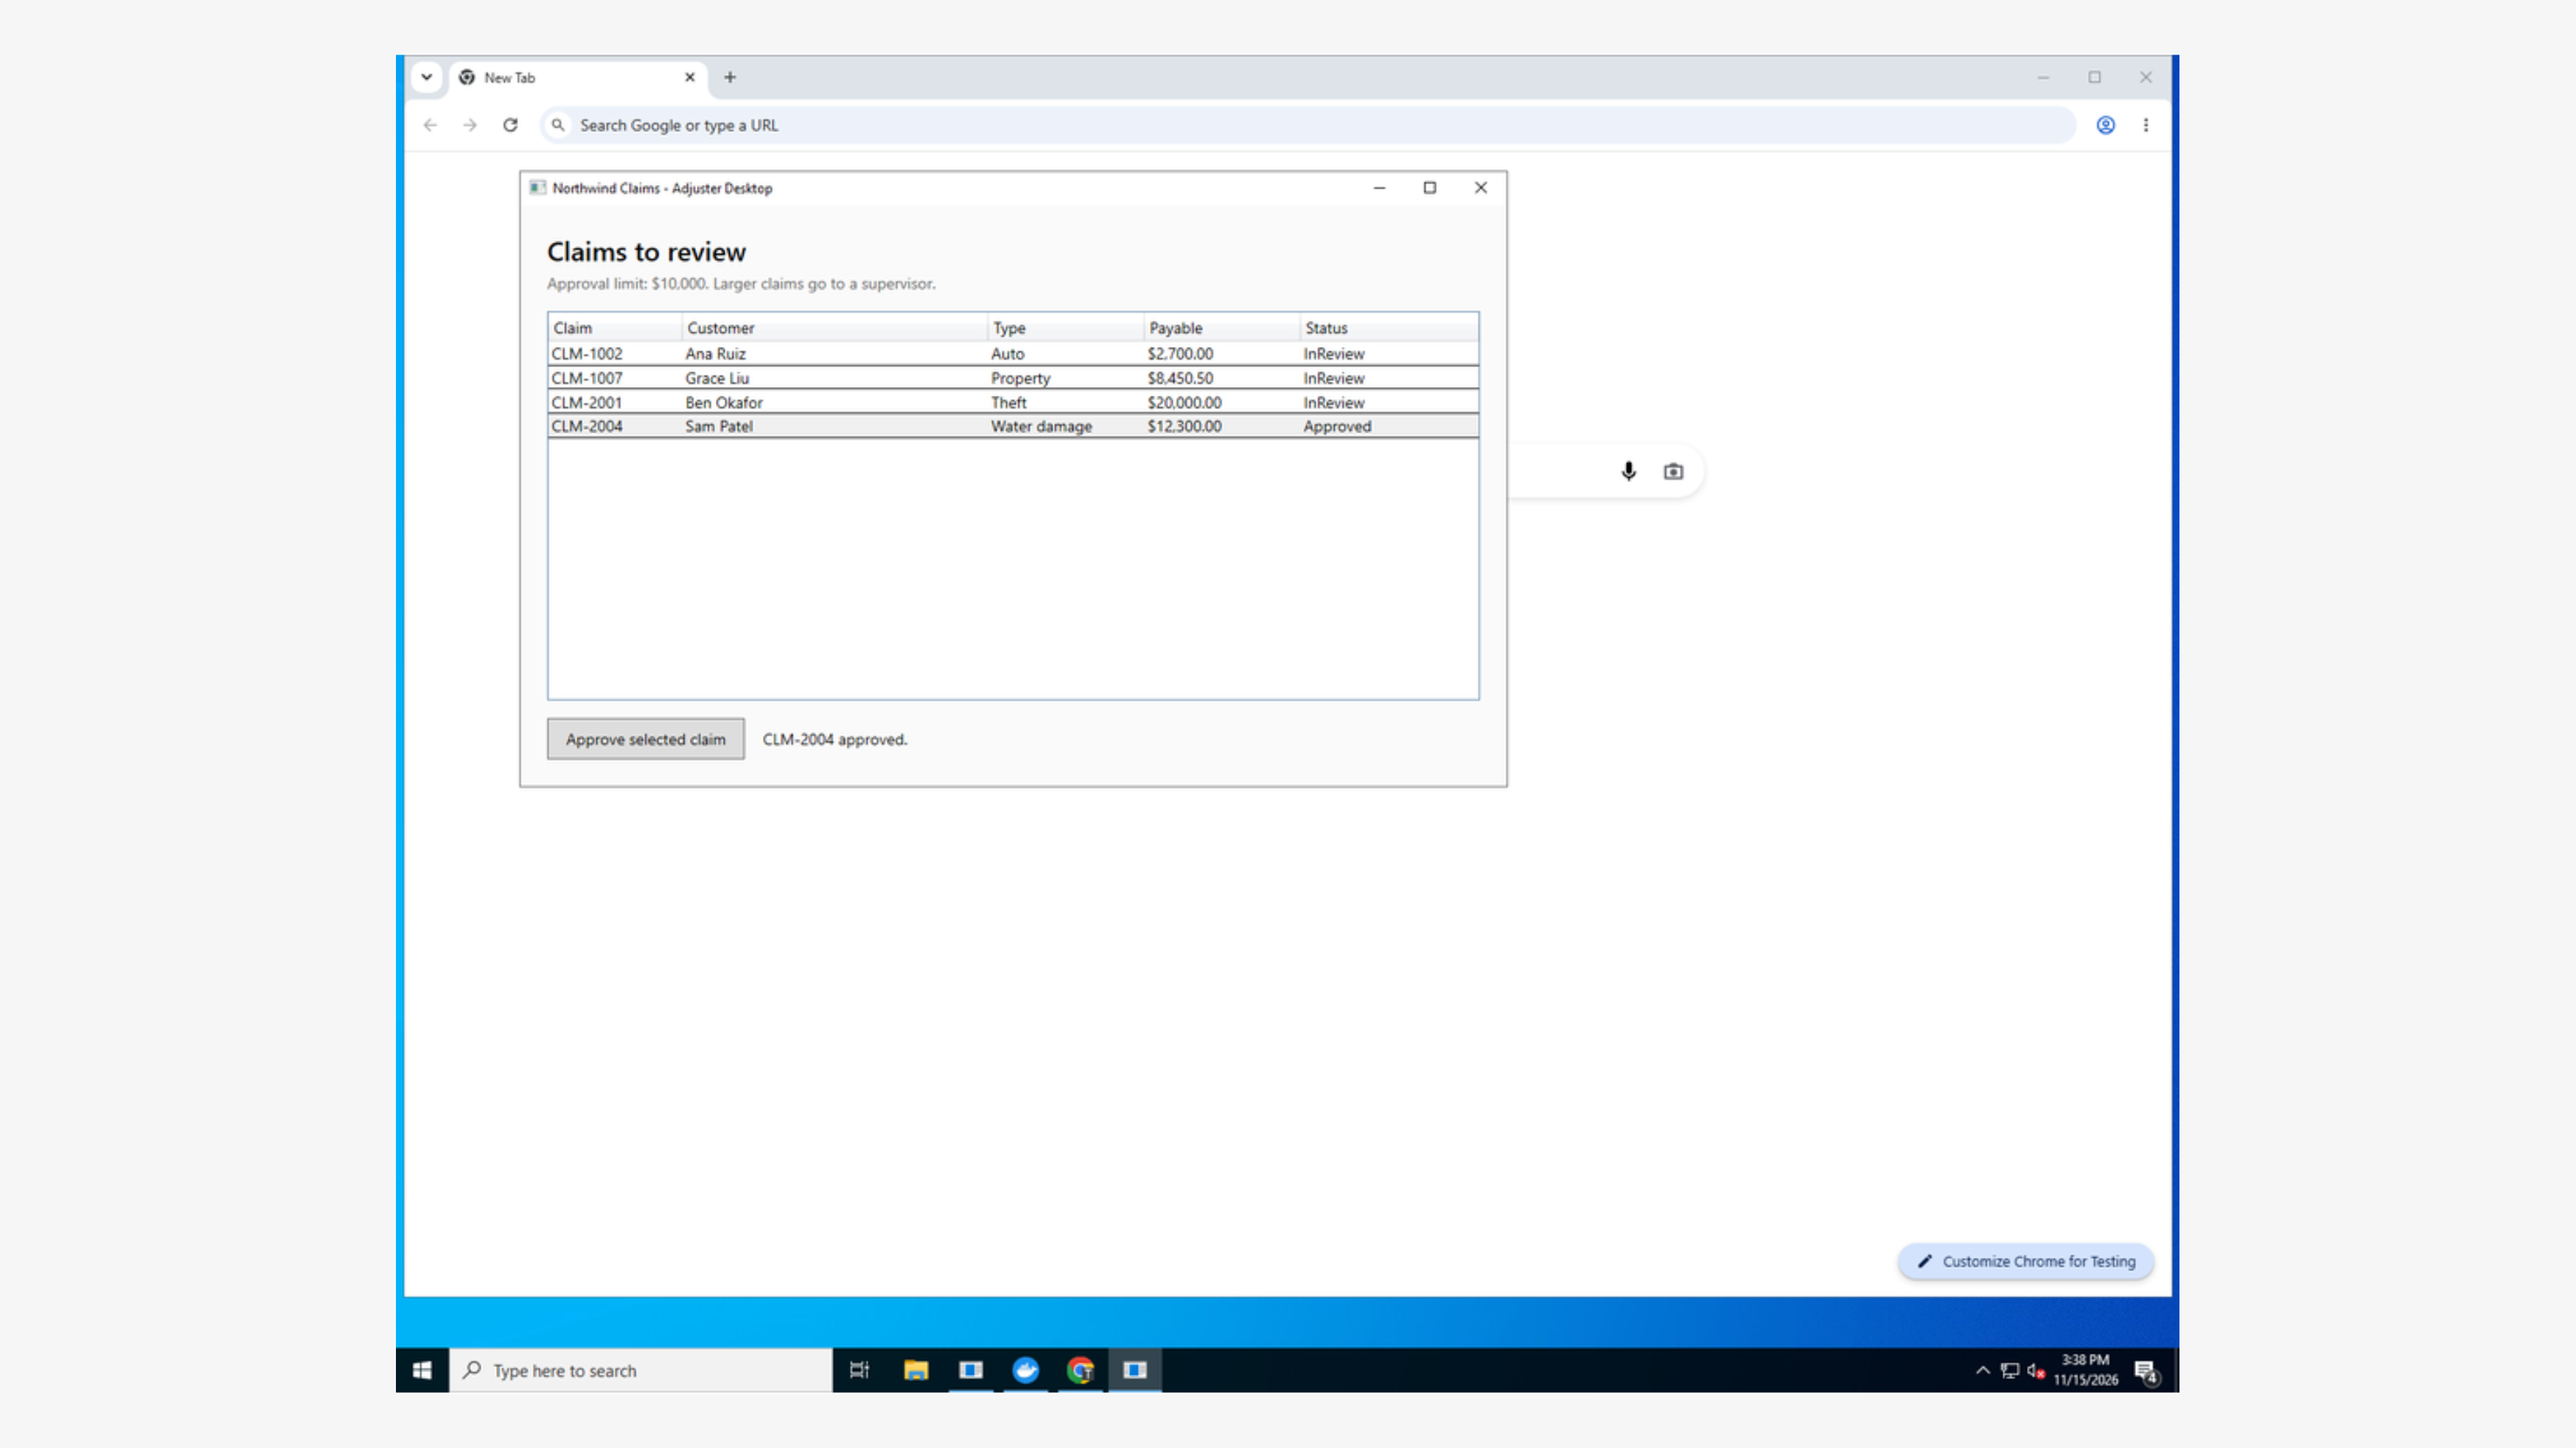 New Tab
Search Google or type a URL
Northwind Claims - Adjuster Desktop
Claims to review
Approval limit: $10,000. Larger claims go to a supervisor.
Claim Customer Type Payable Status
CLM-1002 Ana Ruiz Auto $2,700.00 InReview
CLM-1007 Grace Liu Property $8,450.50 InReview
CLM-2001 Ben Okafor Theft $20,000.00 InReview
CLM-2004 Sam Patel Water damage $12,300.00 Approved
Approve selected claim CLM-2004 approved.
Customize Chrome for Testing
Type here to search
3:38 PM
11/15/2026
4